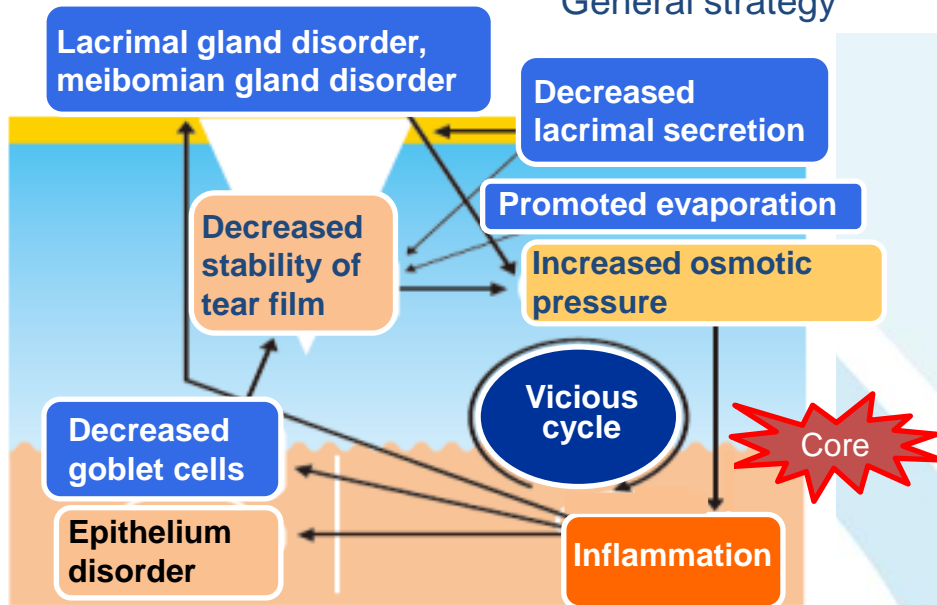 General strategy
Lacrimal gland disorder,
meibomian gland disorder
Decreased
lacrimal secretion
Promoted evaporation
Decreased
stability of
tear film
Increased osmotic
pressure
Vicious
cycle
Core
Decreased
goblet cells
Epithelium
disorder
Inflammation